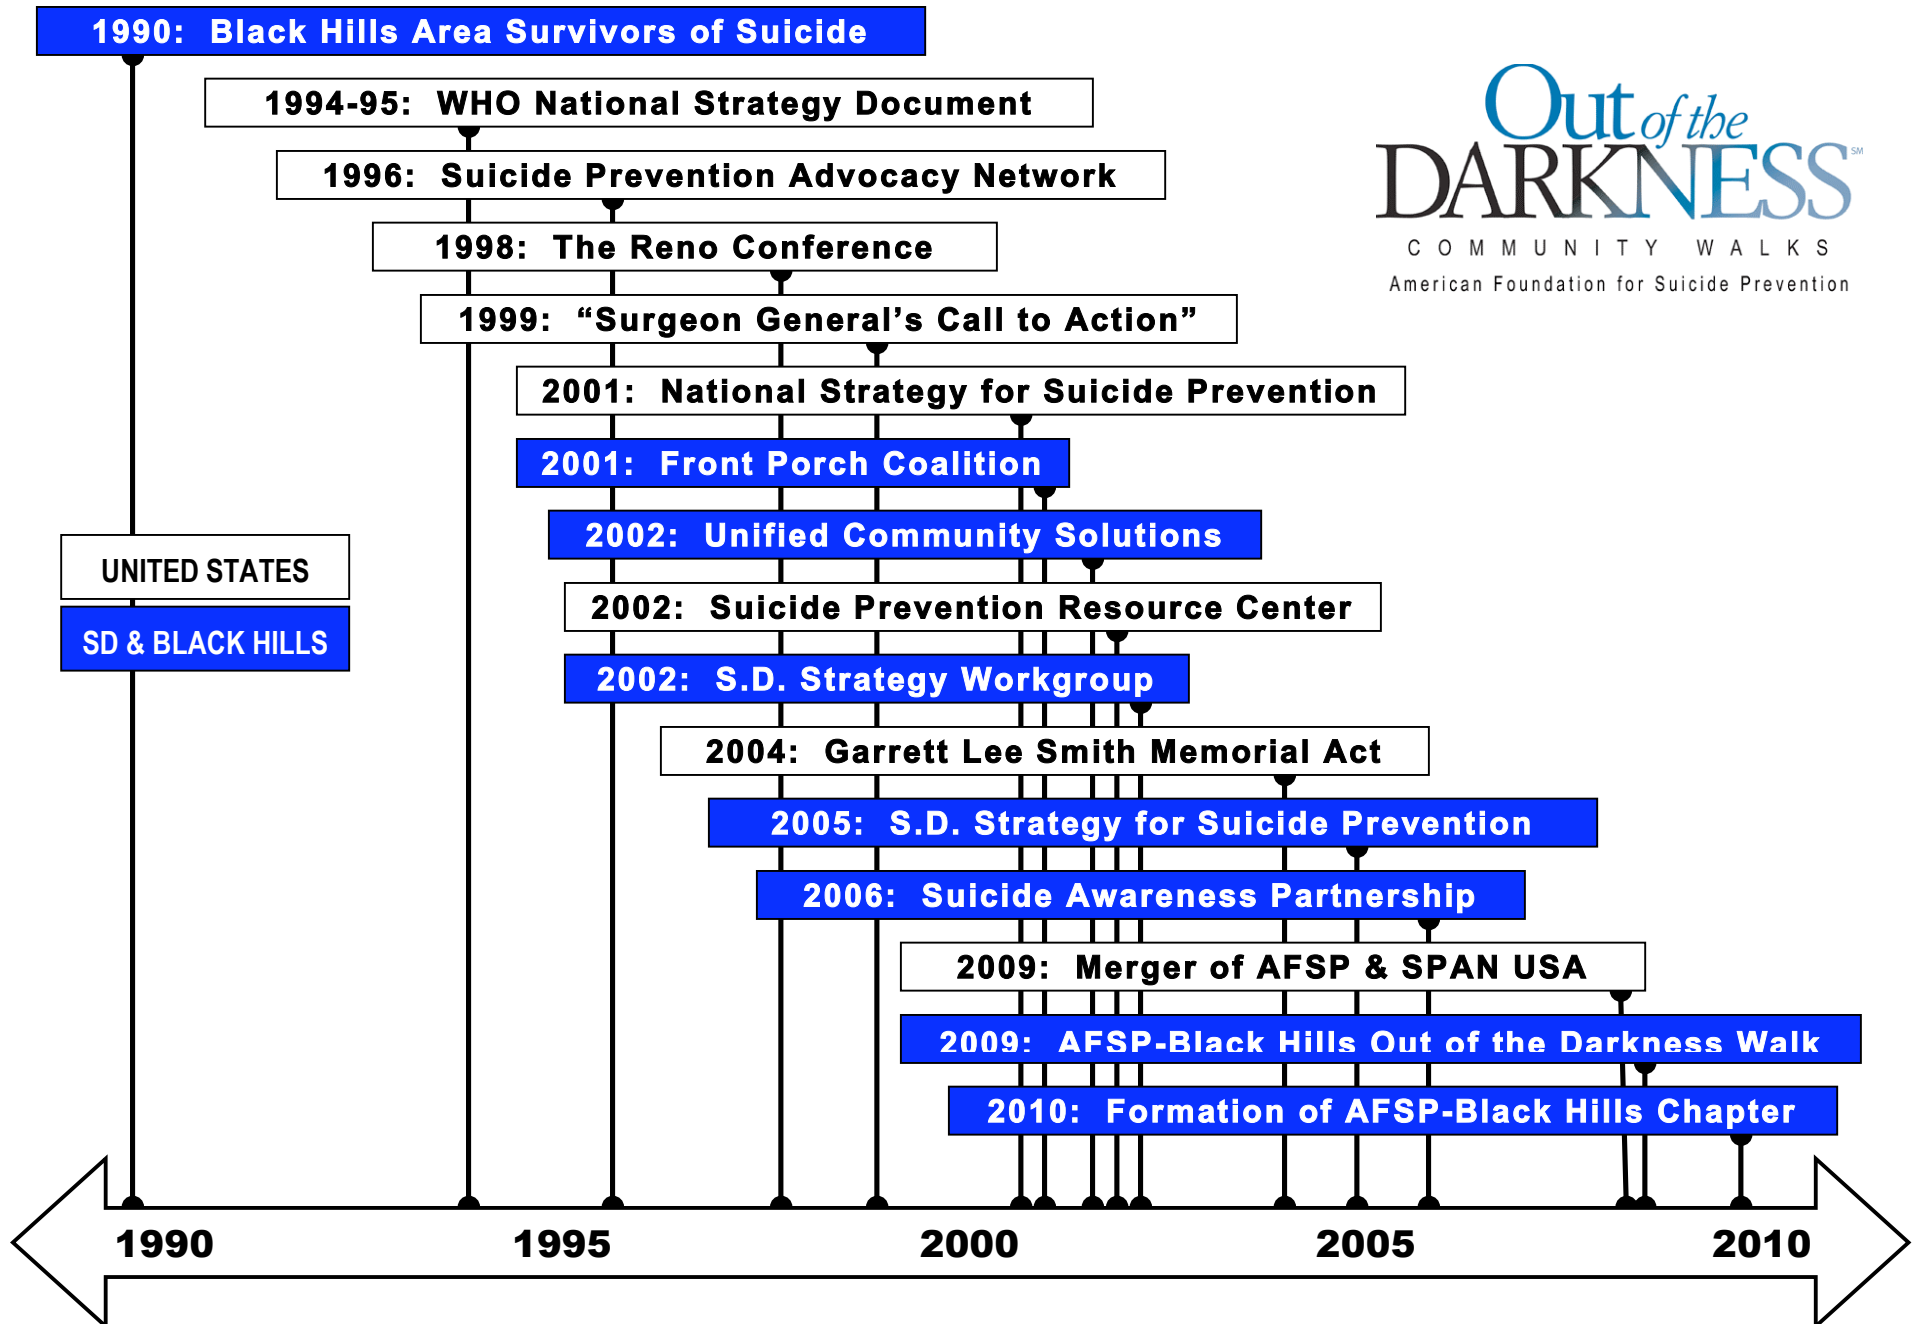 1990: Black Hills Area Survivors of Suicide
1994-95: WHO National Strategy Document
1996: Suicide Prevention Advocacy Network
1998: The Reno Conference
1999: “Surgeon General’s Call to Action”
2001: National Strategy for Suicide Prevention
2001: Front Porch Coalition
2002: Unified Community Solutions
2002: Suicide Prevention Resource Center
2002: S.D. Strategy Workgroup
2004: Garrett Lee Smith Memorial Act
2005: S.D. Strategy for Suicide Prevention
2006: Suicide Awareness Partnership
2009: Merger of AFSP & SPAN USA
2009: AFSP-Black Hills Out of the Darkness Walk
2010: Formation of AFSP-Black Hills Chapter
Out of the
DARKNESS℠
COMMUNITY WALKS
American Foundation for Suicide Prevention
UNITED STATES
SD & BLACK HILLS
1990 1995 2000 2005 2010